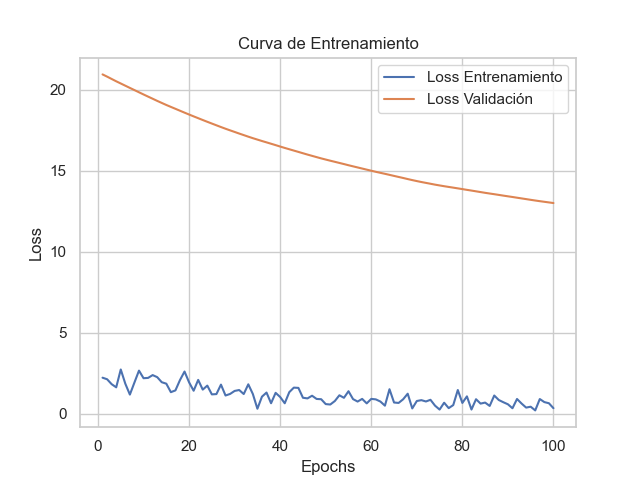 Curva de Entrenamiento
Loss Entrenamiento
Loss Validación
20
15
10
5
0
Loss
0 20 40 60 80 100
Epochs